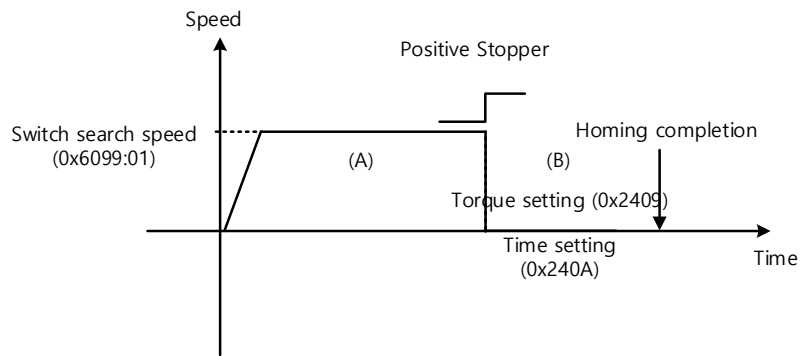 Speed
Positive Stopper
Switch search speed
(0x6099:01)
Homing completion
(A)
(B)
Torque setting (0x2409)
Time setting
(0x240A)
Time